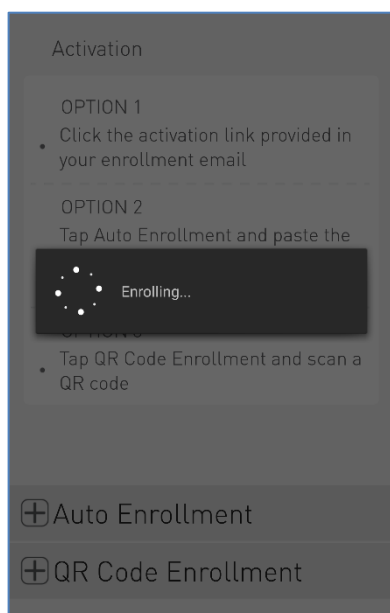 Activation
OPTION 1
Click the activation link provided in
your enrollment email
OPTION 2
Tap Auto Enrollment and paste the
Enrolling...
Tap QR Code Enrollment and scan a
QR code
Auto Enrollment
QR Code Enrollment